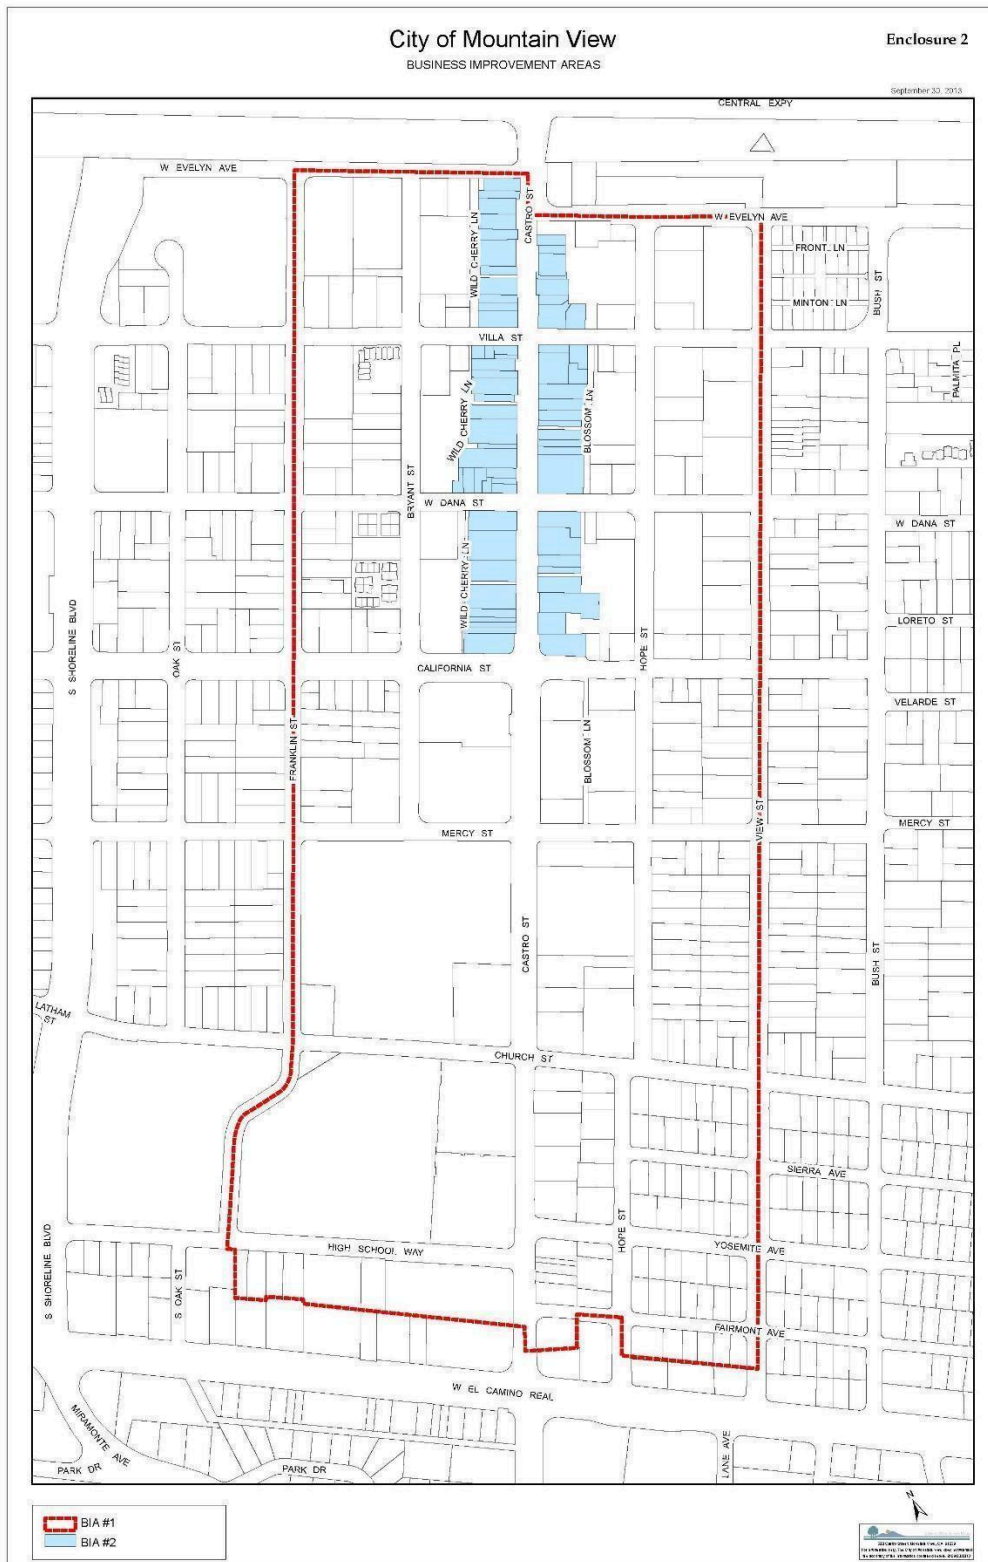 City of Mountain View
Enclosure 2
BUSINESS IMPROVEMENT AREAS
September 30, 2013
CENTRAL EXPY
W EVELYN AVE
CASTRO ST
W EVELYN AVE
WILD CHERRY LN
FRONT LN
BUSH ST
MINTON LN
VILLA ST
PALMITA PL
WILD CHERRY LN
BLOSSOM LN
BRYANT ST
W DANA ST
W DANA ST
WILD CHERRY LN
S SHORELINE BLVD
OAK ST
HOPE ST
LORETO ST
CALIFORNIA ST
VELARDE ST
FRANKLIN ST
BLOSSOM LN
VIEW ST
MERCY ST
MERCY ST
CASTRO ST
BUSH ST
LATHAM
ST
CHURCH ST
SIERRA AVE
HOPE ST
S SHORELINE BLVD
HIGH SCHOOL WAY
YOSEMITE AVE
S OAK ST
FAIRMONT AVE
W EL CAMINO REAL
MIRAMONTE AVE
LANE AVE
PARK DR
PARK DR
BIA #1
BIA #2
N